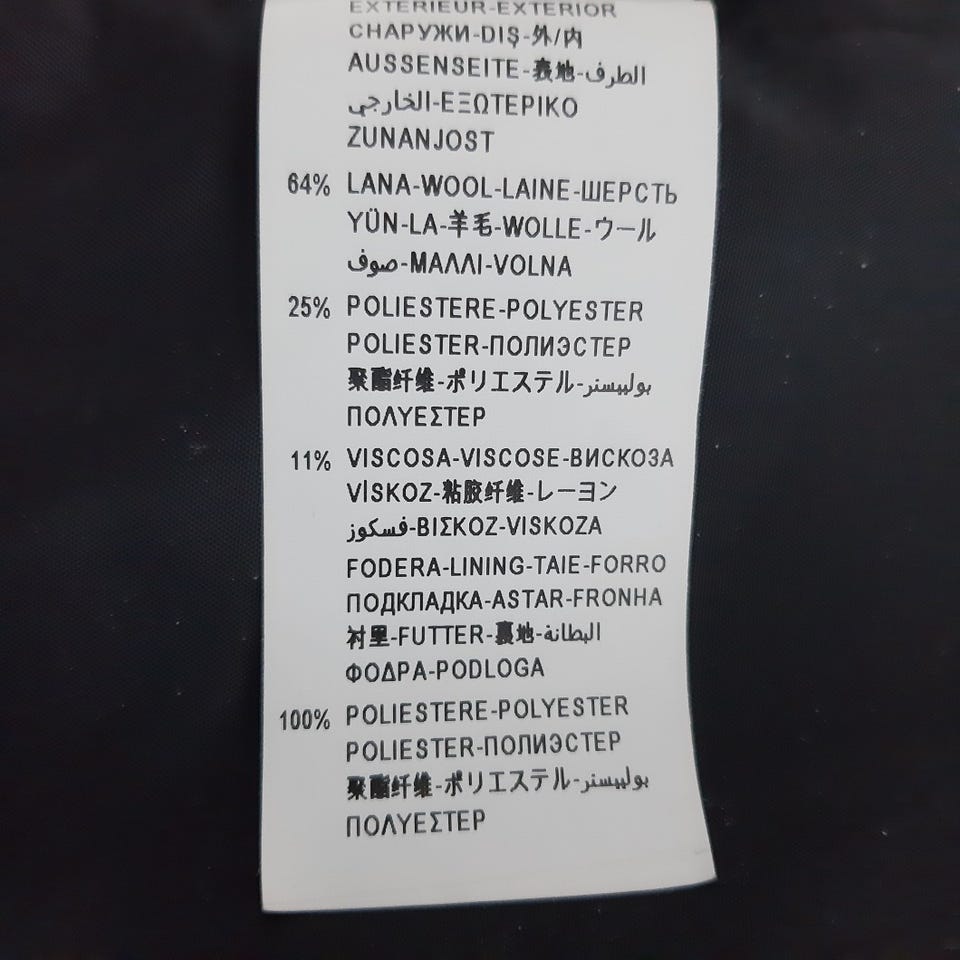 EXTERIEUR-EXTERIOR
СНАРУЖИ-DIŞ-外/内
AUSSENSEITE-裏地-الطرف
الخارجي-ΕΞΩΤΕΡΙΚΟ
ZUNANJOST
64% LANA-WOOL-LAINE-ШЕРСТЬ
YÜN-LA-羊毛-WOLLE-ウール
صوف-ΜΑΛΛΙ-VOLNA
25% POLIESTERE-POLYESTER
POLIESTER-ПОЛИЭСТЕР
聚酯纤维-ポリエステル-بولييستر
ΠΟΛΥΕΣΤΕΡ
11% VISCOSA-VISCOSE-ВИСКОЗА
VİSKOZ-粘胶纤维-レーヨン
فسكوز-ΒΙΣΚΟΖ-VISKOZA
FODERA-LINING-TAIE-FORRO
ПОДКЛАДКА-ASTAR-FRONHA
衬里-FUTTER-裏地-البطانة
ΦΟΔΡΑ-PODLOGA
100% POLIESTERE-POLYESTER
POLIESTER-ПОЛИЭСТЕР
聚酯纤维-ポリエステル-بولييستر
ΠΟΛΥΕΣΤΕΡ